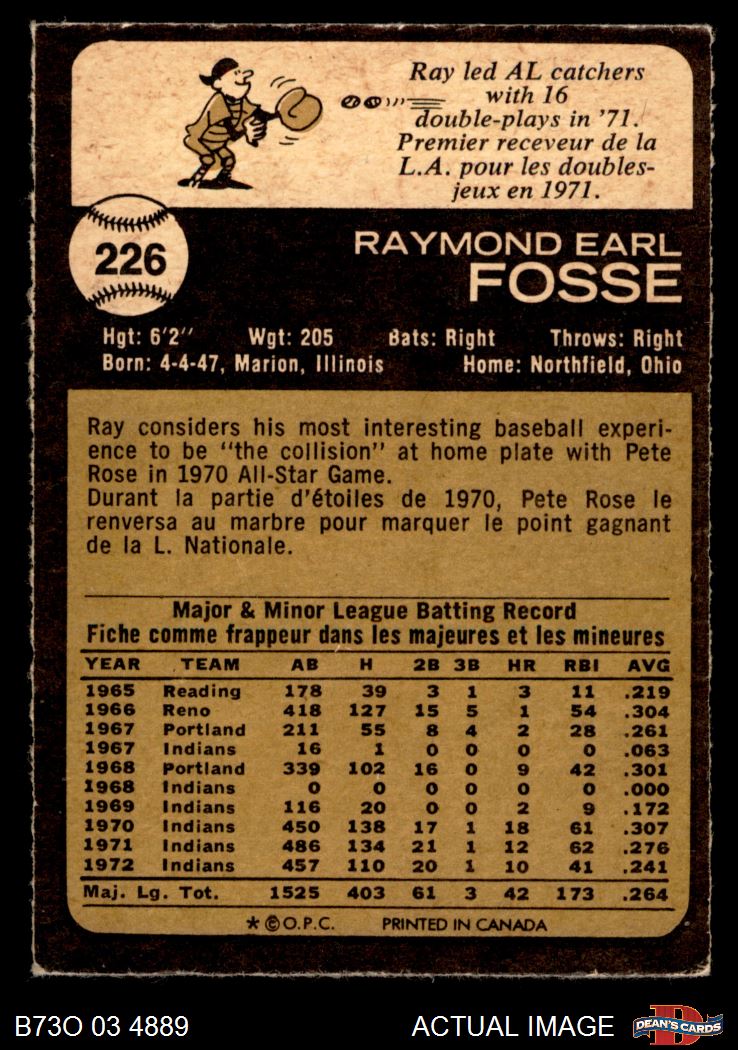 Ray led AL catchers
with 16
double-plays in '71.
Premier receveur de la
L.A. pour les doubles-
jeux en 1971.
226
RAYMOND EARL
FOSSE
Hgt: 6'2" Wgt: 205 Bats: Right Throws: Right
Born: 4-4-47, Marion, Illinois Home: Northfield, Ohio
Ray considers his most interesting baseball experi-
ence to be "the collision" at home plate with Pete
Rose in 1970 All-Star Game.
Durant la partie d'étoiles de 1970, Pete Rose le
renversa au marbre pour marquer le point gagnant
de la L. Nationale.
Major & Minor League Batting Record
Fiche comme frappeur dans les majeures et les mineures
YEAR TEAM AB H 2B 3B HR RBI AVG
1965 Reading 178 39 3 1 3 11 .219
1966 Reno 418 127 15 5 1 54 .304
1967 Portland 211 55 8 4 2 28 .261
1967 Indians 16 1 0 0 0 0 .063
1968 Portland 339 102 16 0 9 42 .301
1968 Indians 0 0 0 0 0 0 .000
1969 Indians 116 20 0 0 2 9 .172
1970 Indians 450 138 17 1 18 61 .307
1971 Indians 486 134 21 1 12 62 .276
1972 Indians 457 110 20 1 10 41 .241
Maj. Lg. Tot. 1525 403 61 3 42 173 .264
* © O.P.C. PRINTED IN CANADA
B73O 03 4889 ACTUAL IMAGE DEAN'S CARDS